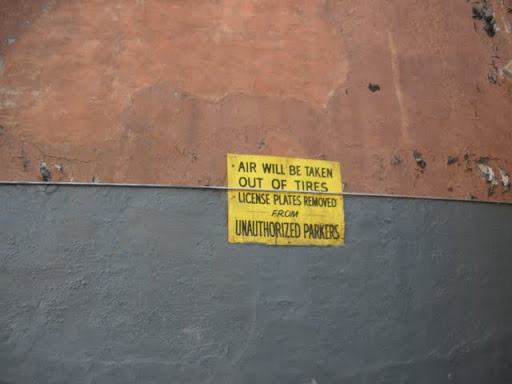 AIR WILL BE TAKEN
OUT OF TIRES
LICENSE PLATES REMOVED
FROM
UNAUTHORIZED PARKERS